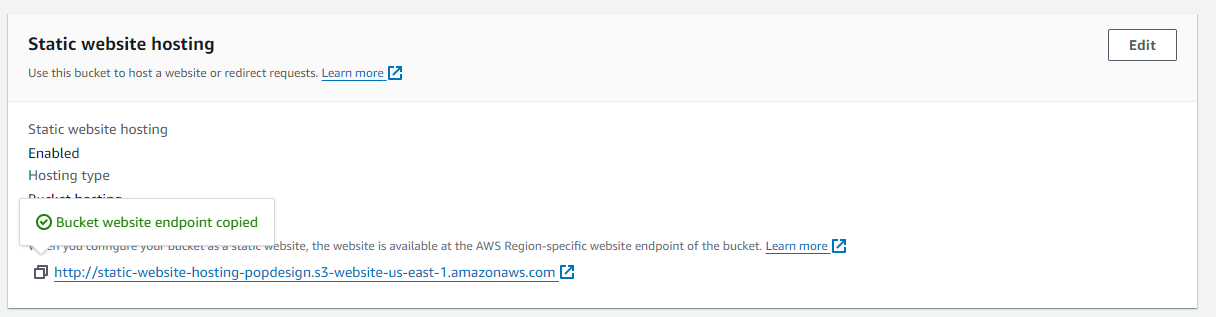 Static website hosting
Edit
Use this bucket to host a website or redirect requests. Learn more
Static website hosting
Enabled
Hosting type
Bucket hosting
Bucket website endpoint copied
When you configure your bucket as a static website, the website is available at the AWS Region-specific website endpoint of the bucket. Learn more
http://static-website-hosting-popdesign.s3-website-us-east-1.amazonaws.com